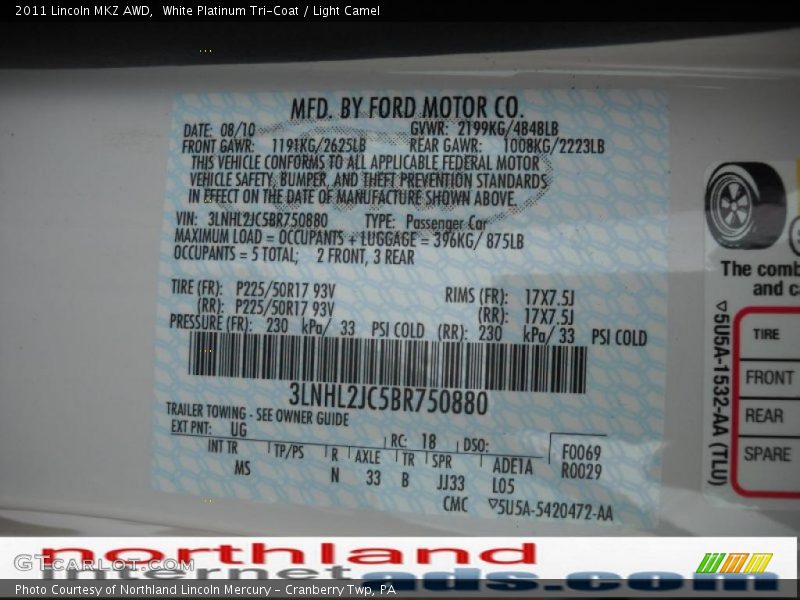 2011 Lincoln MKZ AWD,  White Platinum Tri-Coat / Light Camel
MFD. BY FORD MOTOR CO.
DATE: 08/10 GVWR: 2199KG/4848LB
FRONT GAWR: 1191KG/2625LB REAR GAWR: 1008KG/2223LB
THIS VEHICLE CONFORMS TO ALL APPLICABLE FEDERAL MOTOR
VEHICLE SAFETY, BUMPER, AND THEFT PREVENTION STANDARDS
IN EFFECT ON THE DATE OF MANUFACTURE SHOWN ABOVE.
VIN: 3LNHL2JC5BR750880 TYPE: Passenger Car
MAXIMUM LOAD = OCCUPANTS + LUGGAGE = 396KG/ 875LB
OCCUPANTS = 5 TOTAL; 2 FRONT, 3 REAR
TIRE (FR): P225/50R17 93V RIMS (FR): 17X7.5J
(RR): P225/50R17 93V (RR): 17X7.5J
PRESSURE (FR): 230 kPa/ 33 PSI COLD (RR): 230 kPa/ 33 PSI COLD
3LNHL2JC5BR750880
TRAILER TOWING - SEE OWNER GUIDE
EXT PNT: UG RC: 18 DSO: F0069
INT TR TP/PS R AXLE TR SPR ADE1A R0029
MS N 33 B JJ33 L05
CMC 5U5A-5420472-AA
The comb
and ca
5U5A-1532-AA (TLU)
TIRE
FRONT
REAR
SPARE
northland
internetads.com
GTCarLot.com
Photo Courtesy of Northland Lincoln Mercury - Cranberry Twp, PA